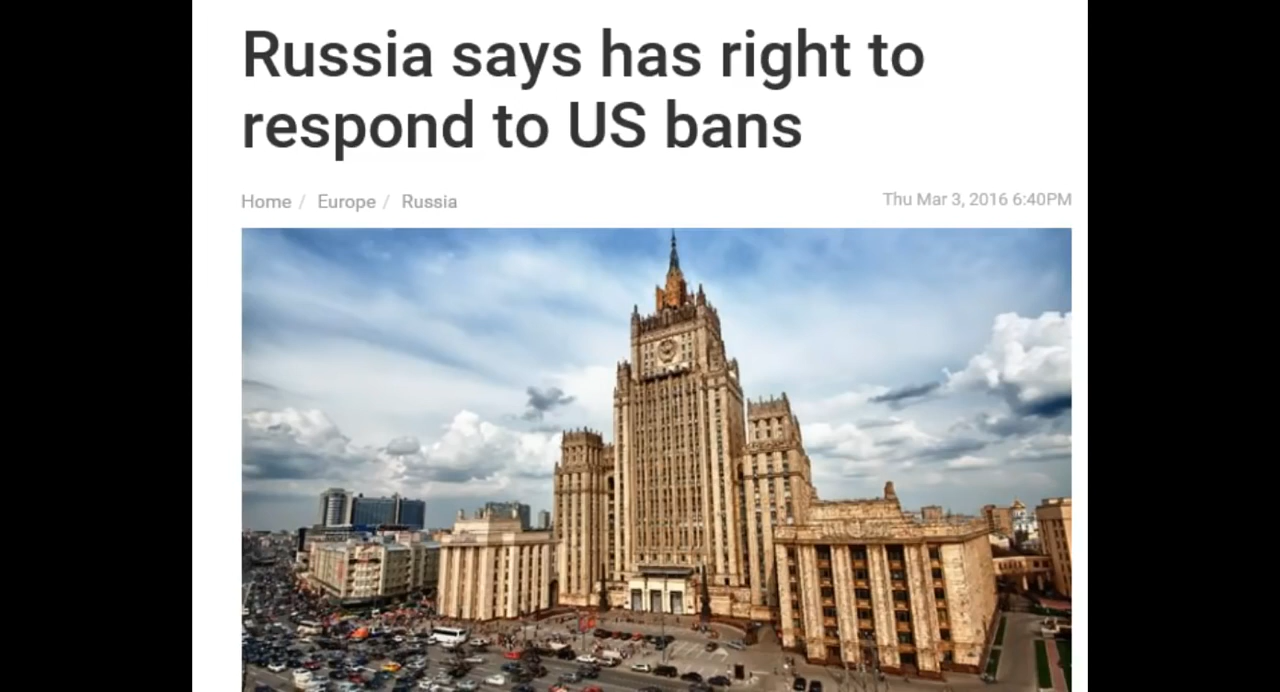 Russia says has right to
respond to US bans
Home / Europe / Russia
Thu Mar 3, 2016 6:40PM